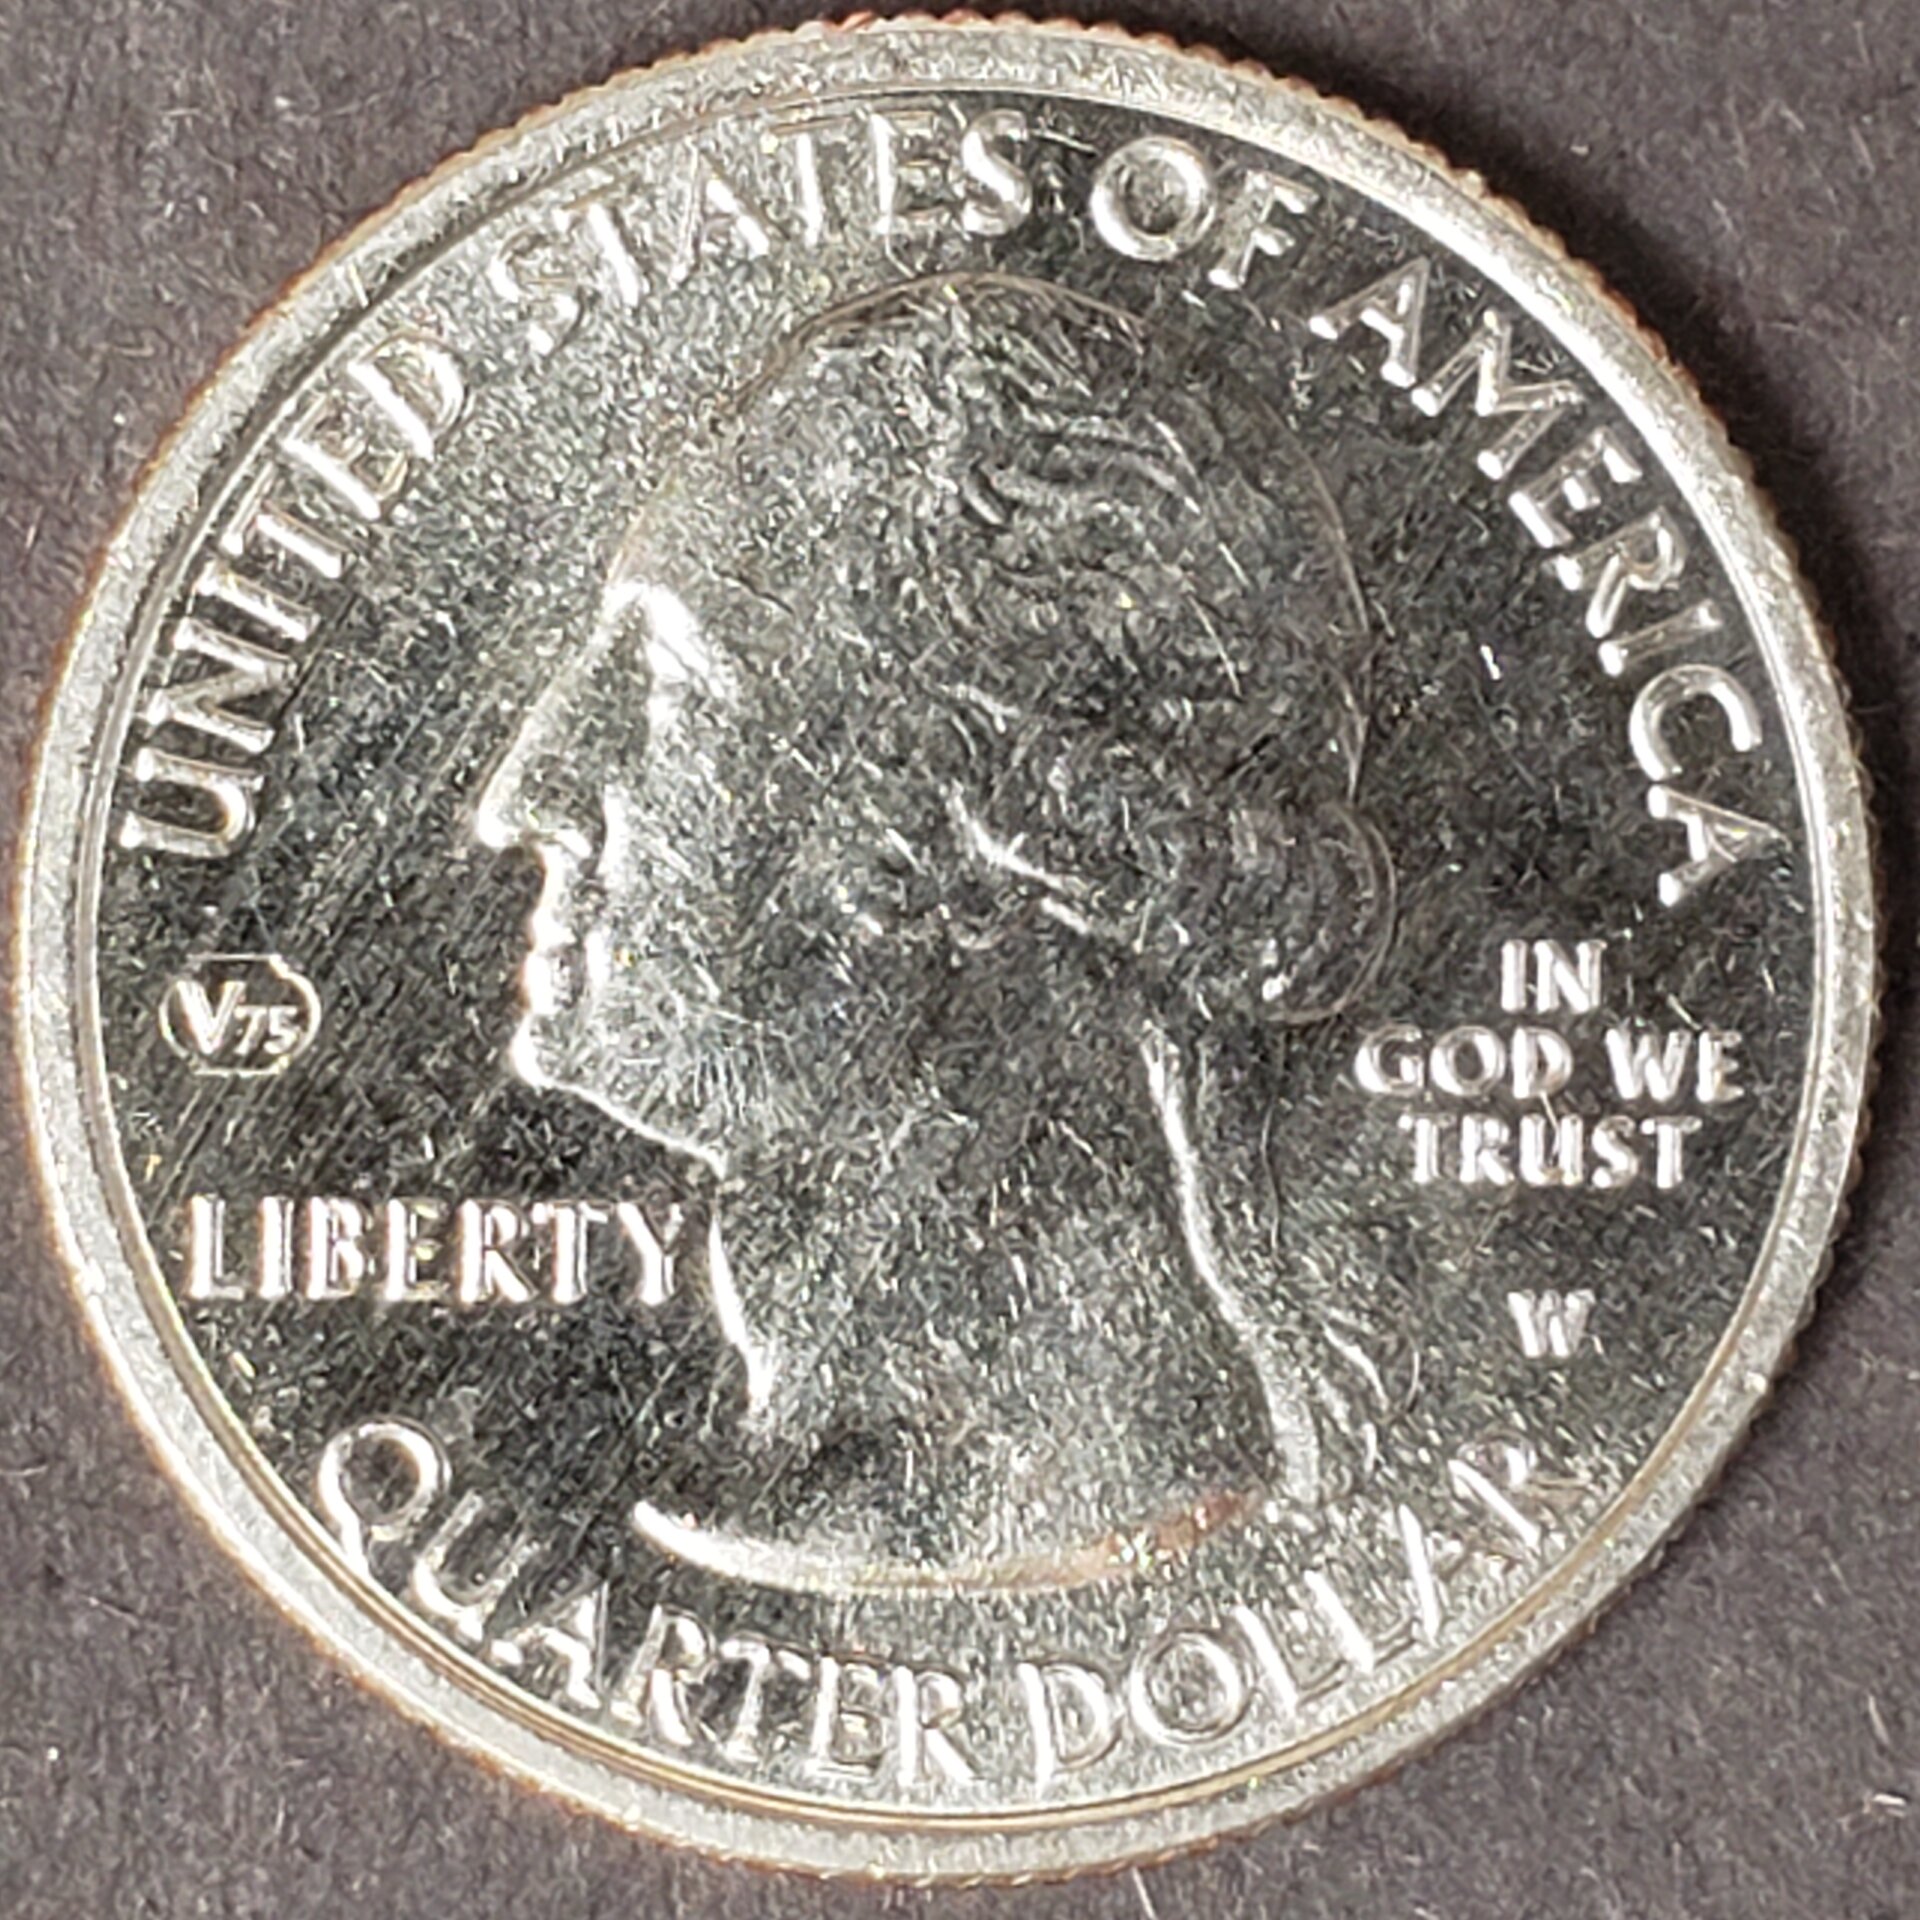 UNITED STATES OF AMERICA
V75
LIBERTY
IN
GOD WE
TRUST
W
QUARTER DOLLAR